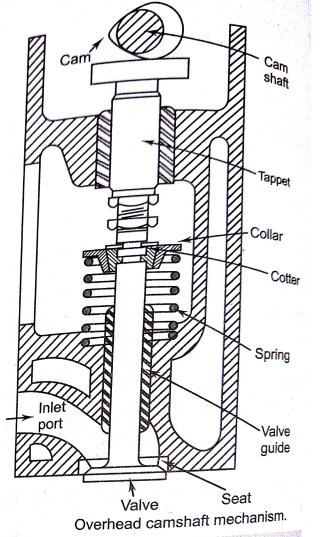 Cam
Cam
shaft
Tappet
Collar
Cotter
Spring
Inlet
port
Valve
guide
Seat
Valve
Overhead camshaft mechanism.